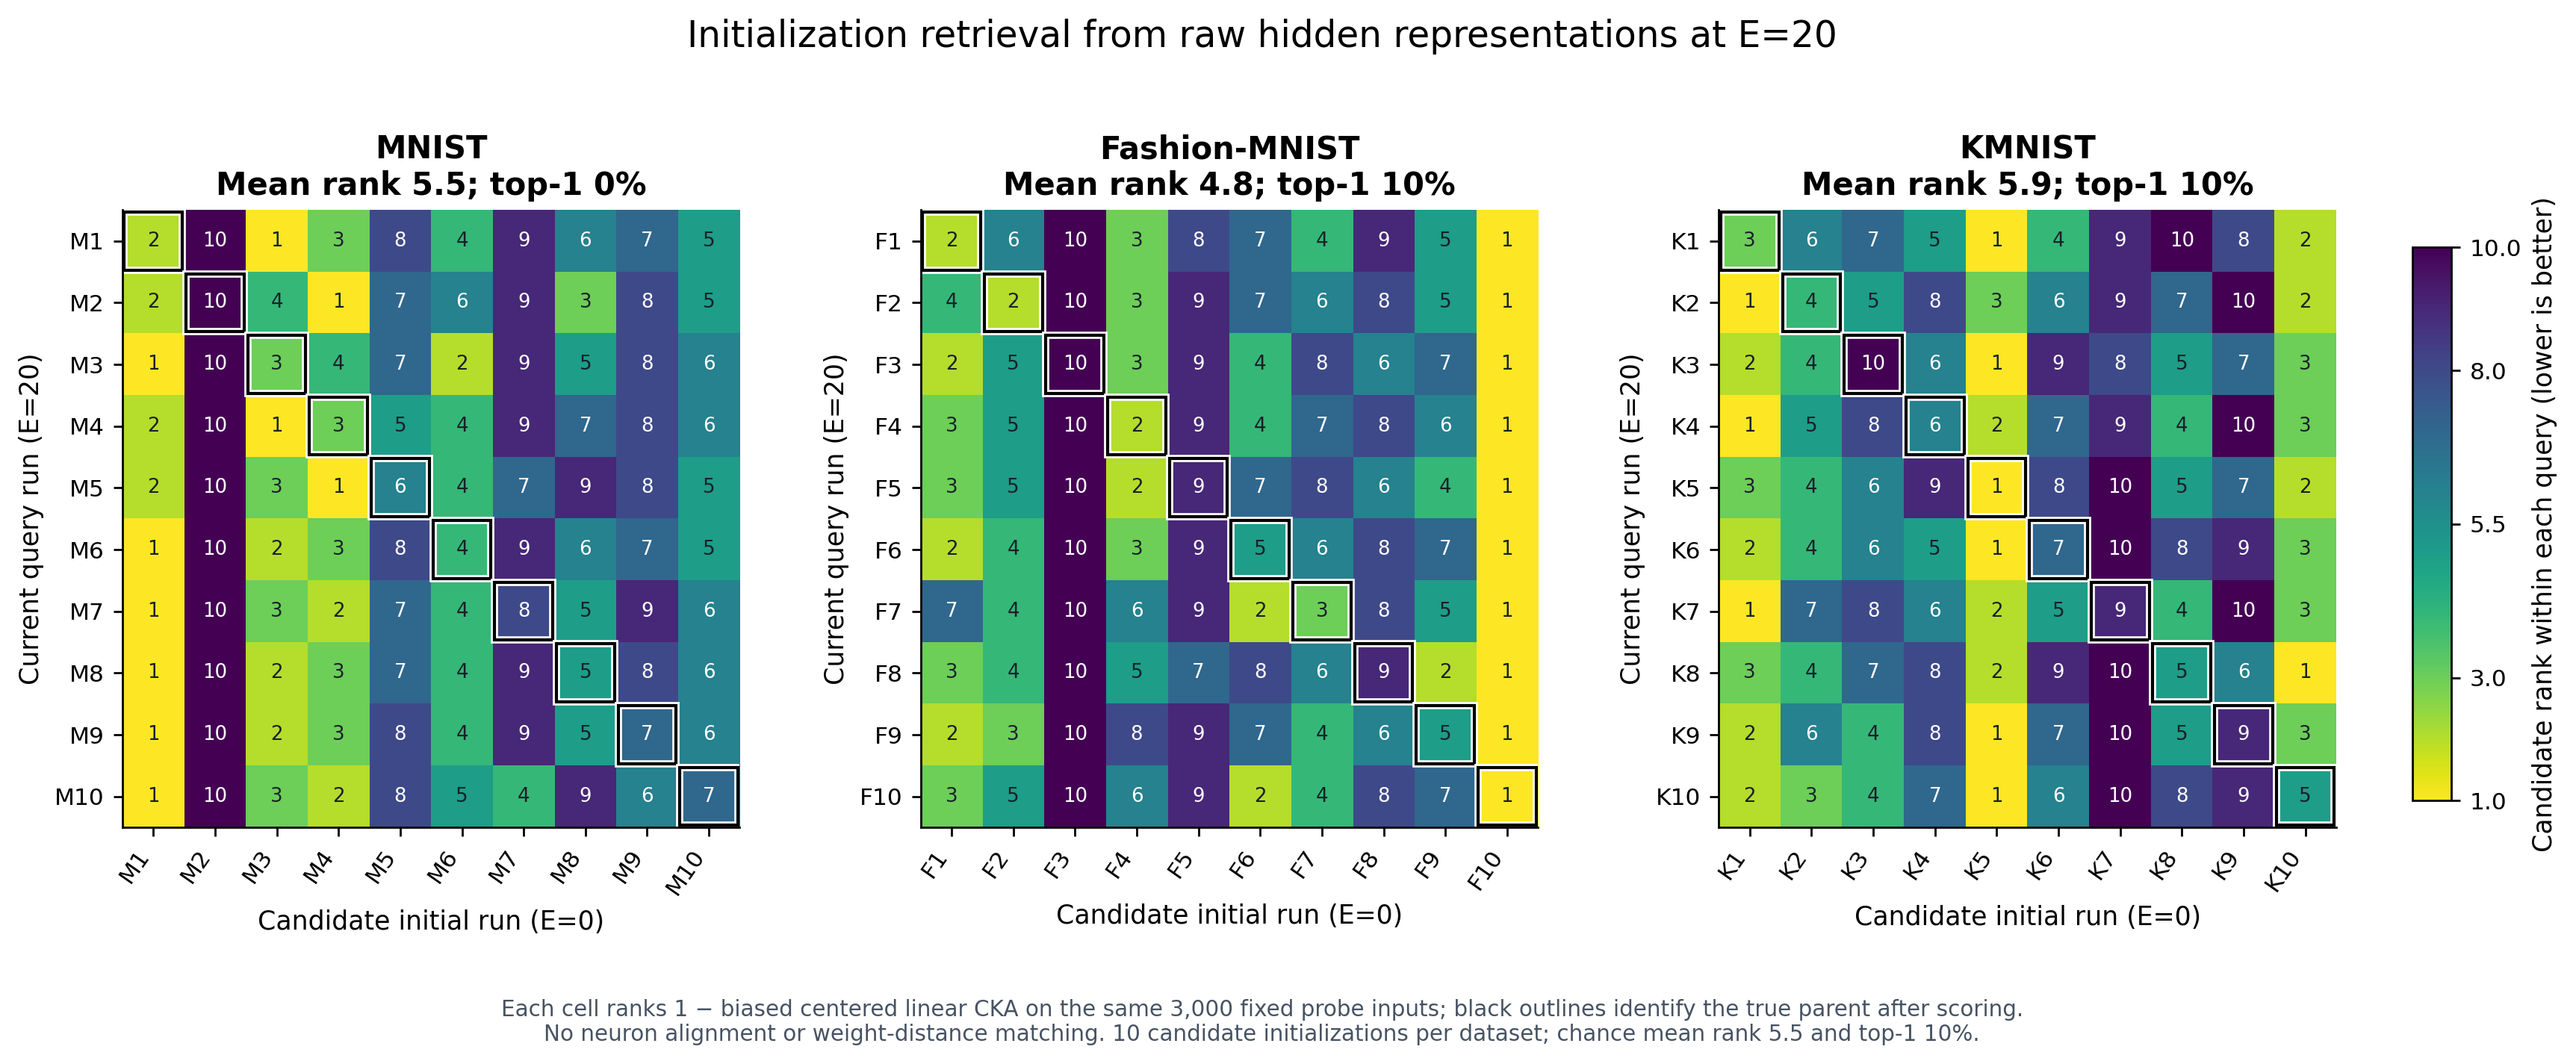 Initialization retrieval from raw hidden representations at E=20
MNIST
Mean rank 5.5; top-1 0%
Current query run (E=20)
M1 2 10 1 3 8 4 9 6 7 5
M2 2 10 4 1 7 6 9 3 8 5
M3 1 10 3 4 7 2 9 5 8 6
M4 2 10 1 3 5 4 9 7 8 6
M5 2 10 3 1 6 4 7 9 8 5
M6 1 10 2 3 8 4 9 6 7 5
M7 1 10 3 2 7 4 8 5 9 6
M8 1 10 2 3 7 4 9 5 8 6
M9 1 10 2 3 8 4 9 5 7 6
M10 1 10 3 2 8 5 4 9 6 7
M1 M2 M3 M4 M5 M6 M7 M8 M9 M10
Candidate initial run (E=0)
Fashion-MNIST
Mean rank 4.8; top-1 10%
Current query run (E=20)
F1 2 6 10 3 8 7 4 9 5 1
F2 4 2 10 3 9 7 6 8 5 1
F3 2 5 10 3 9 4 8 6 7 1
F4 3 5 10 2 9 4 7 8 6 1
F5 3 5 10 2 9 7 8 6 4 1
F6 2 4 10 3 9 5 6 8 7 1
F7 7 4 10 6 9 2 3 8 5 1
F8 3 4 10 5 7 8 6 9 2 1
F9 2 3 10 8 9 7 4 6 5 1
F10 3 5 10 6 9 2 4 8 7 1
F1 F2 F3 F4 F5 F6 F7 F8 F9 F10
Candidate initial run (E=0)
KMNIST
Mean rank 5.9; top-1 10%
Current query run (E=20)
K1 3 6 7 5 1 4 9 10 8 2
K2 1 4 5 8 3 6 9 7 10 2
K3 2 4 10 6 1 9 8 5 7 3
K4 1 5 8 6 2 7 9 4 10 3
K5 3 4 6 9 1 8 10 5 7 2
K6 2 4 6 5 1 7 10 8 9 3
K7 1 7 8 6 2 5 9 4 10 3
K8 3 4 7 8 2 9 10 5 6 1
K9 2 6 4 8 1 7 10 5 9 3
K10 2 3 4 7 1 6 10 8 9 5
K1 K2 K3 K4 K5 K6 K7 K8 K9 K10
Candidate initial run (E=0)
10.0
8.0
5.5
3.0
1.0
Candidate rank within each query (lower is better)
Each cell ranks 1 − biased centered linear CKA on the same 3,000 fixed probe inputs; black outlines identify the true parent after scoring.
No neuron alignment or weight-distance matching. 10 candidate initializations per dataset; chance mean rank 5.5 and top-1 10%.